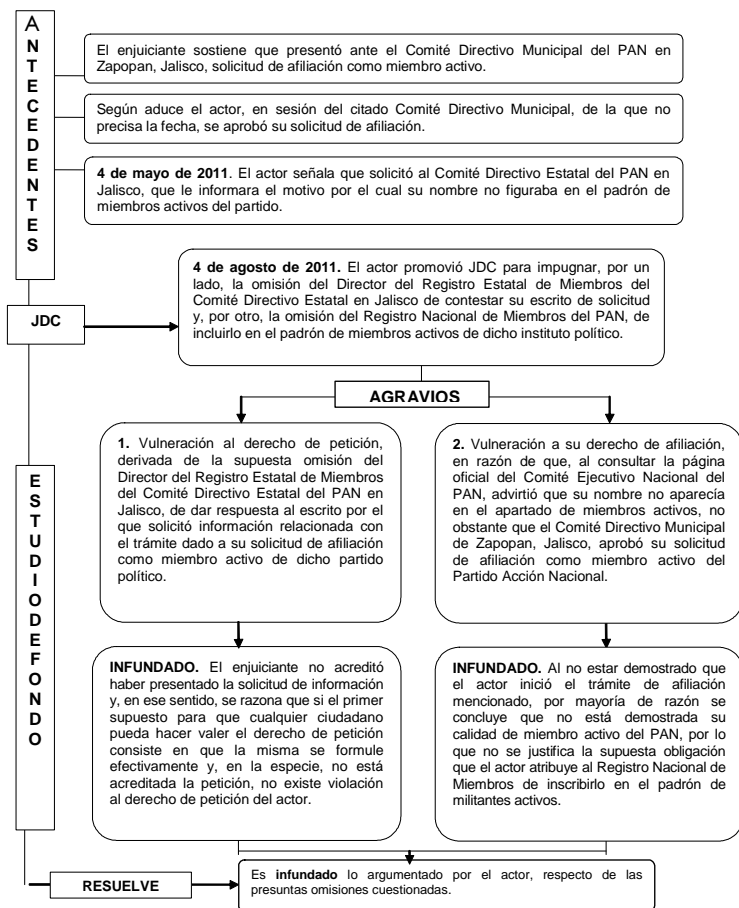 ANTECEDENTES
El enjuiciante sostiene que presentó ante el Comité Directivo Municipal del PAN en
Zapopan, Jalisco, solicitud de afiliación como miembro activo.
Según aduce el actor, en sesión del citado Comité Directivo Municipal, de la que no
precisa la fecha, se aprobó su solicitud de afiliación.
4 de mayo de 2011. El actor señala que solicitó al Comité Directivo Estatal del PAN en
Jalisco, que le informara el motivo por el cual su nombre no figuraba en el padrón de
miembros activos del partido.
JDC
4 de agosto de 2011. El actor promovió JDC para impugnar, por un
lado, la omisión del Director del Registro Estatal de Miembros del
Comité Directivo Estatal en Jalisco de contestar su escrito de solicitud
y, por otro, la omisión del Registro Nacional de Miembros del PAN, de
incluirlo en el padrón de miembros activos de dicho instituto político.
AGRAVIOS
ESTUDIODEFONDO
1. Vulneración al derecho de petición,
derivada de la supuesta omisión del
Director del Registro Estatal de Miembros
del Comité Directivo Estatal del PAN en
Jalisco, de dar respuesta al escrito por el
que solicitó información relacionada con
el trámite dado a su solicitud de afiliación
como miembro activo de dicho partido
político.
2. Vulneración a su derecho de afiliación,
en razón de que, al consultar la página
oficial del Comité Ejecutivo Nacional del
PAN, advirtió que su nombre no aparecía
en el apartado de miembros activos, no
obstante que el Comité Directivo Municipal
de Zapopan, Jalisco, aprobó su solicitud
de afiliación como miembro activo del
Partido Acción Nacional.
INFUNDADO. El enjuiciante no acreditó
haber presentado la solicitud de información
y, en ese sentido, se razona que si el primer
supuesto para que cualquier ciudadano
pueda hacer valer el derecho de petición
consiste en que la misma se formule
efectivamente y, en la especie, no está
acreditada la petición, no existe violación
al derecho de petición del actor.
INFUNDADO. Al no estar demostrado que
el actor inició el trámite de afiliación
mencionado, por mayoría de razón se
concluye que no está demostrada su
calidad de miembro activo del PAN, por lo
que no se justifica la supuesta obligación
que el actor atribuye al Registro Nacional de
Miembros de inscribirlo en el padrón de
militantes activos.
RESUELVE
Es infundado lo argumentado por el actor, respecto de las
presuntas omisiones cuestionadas.